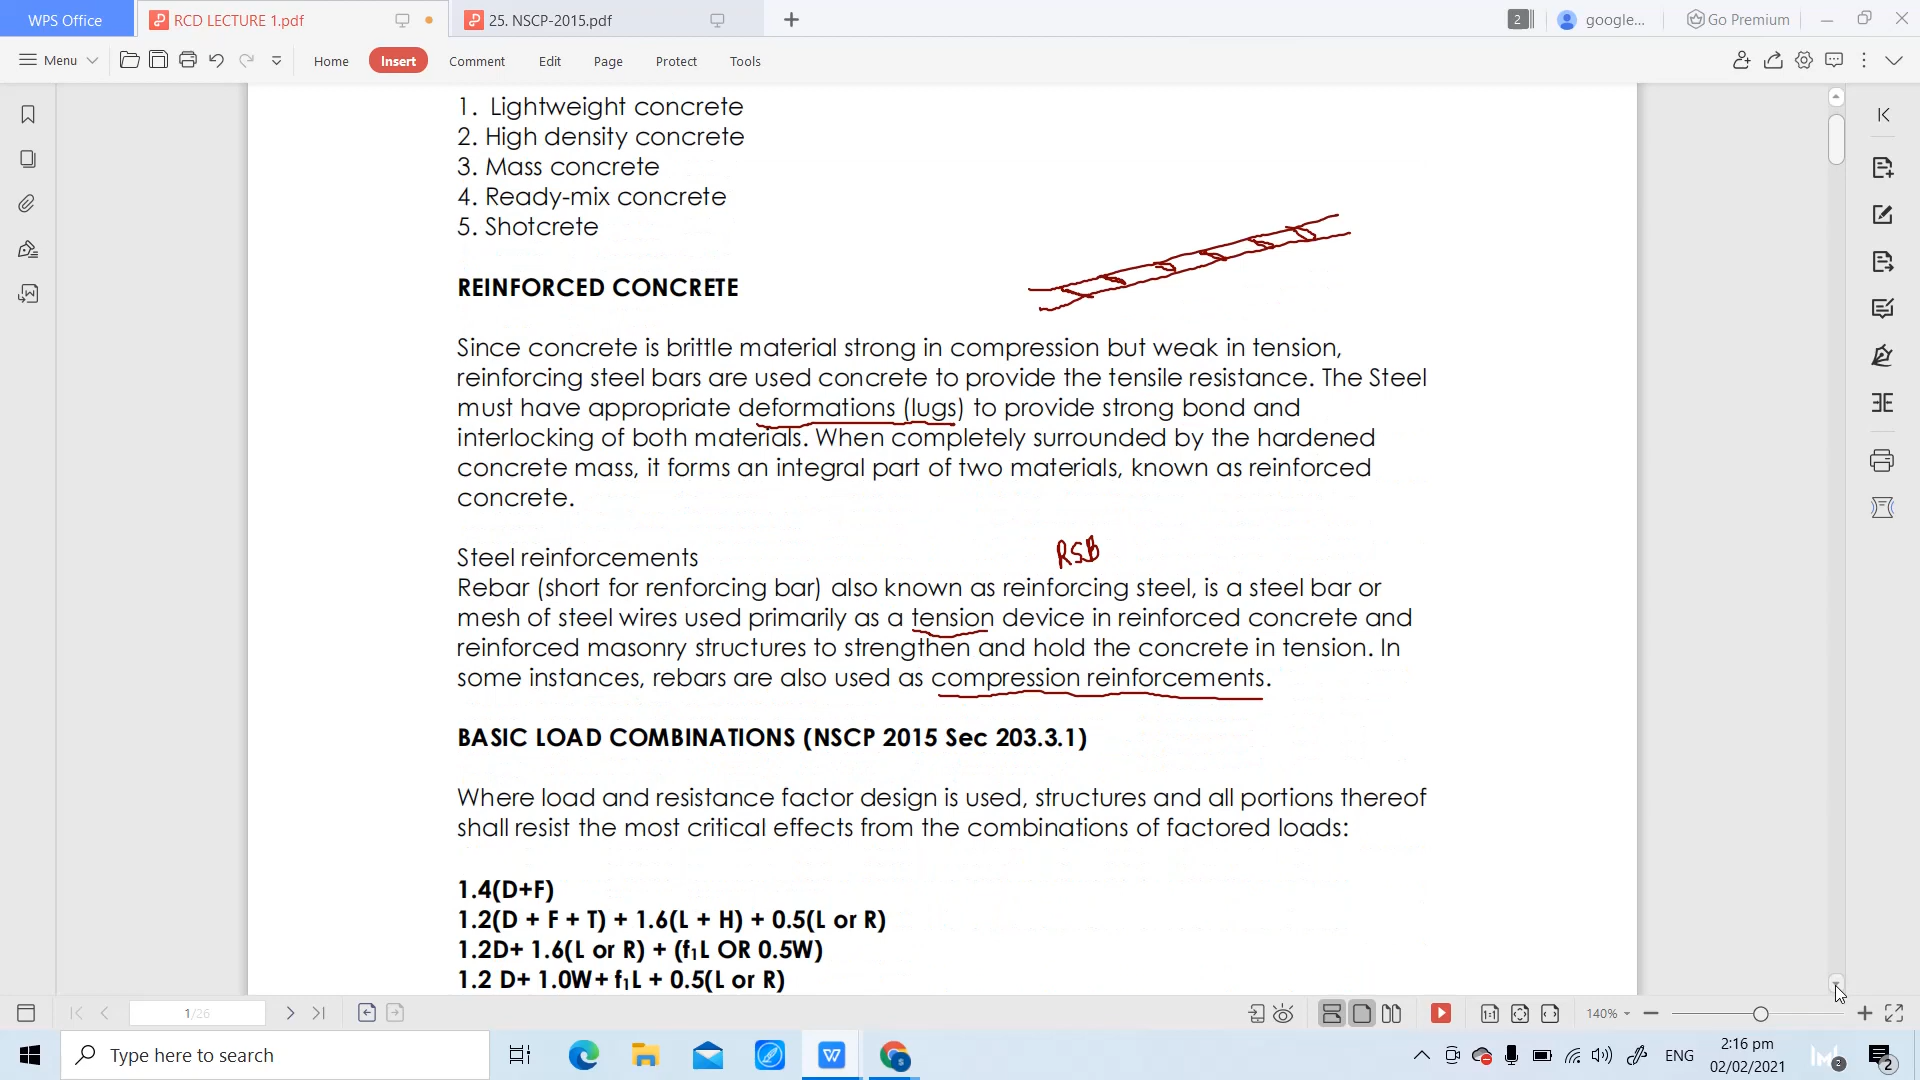 WPS Office
RCD LECTURE 1.pdf
25. NSCP-2015.pdf
2
google...
Go Premium
Menu
Home
Insert
Comment
Edit
Page
Protect
Tools
1. Lightweight concrete
2. High density concrete
3. Mass concrete
4. Ready-mix concrete
5. Shotcrete
REINFORCED CONCRETE
Since concrete is brittle material strong in compression but weak in tension,
reinforcing steel bars are used concrete to provide the tensile resistance. The Steel
must have appropriate deformations (lugs) to provide strong bond and
interlocking of both materials. When completely surrounded by the hardened
concrete mass, it forms an integral part of two materials, known as reinforced
concrete.
RSB
Steel reinforcements
Rebar (short for renforcing bar) also known as reinforcing steel, is a steel bar or
mesh of steel wires used primarily as a tension device in reinforced concrete and
reinforced masonry structures to strengthen and hold the concrete in tension. In
some instances, rebars are also used as compression reinforcements.
BASIC LOAD COMBINATIONS (NSCP 2015 Sec 203.3.1)
Where load and resistance factor design is used, structures and all portions thereof
shall resist the most critical effects from the combinations of factored loads:
1.4(D+F)
1.2(D + F + T) + 1.6(L + H) + 0.5(L or R)
1.2D+ 1.6(L or R) + (f₁L OR 0.5W)
1.2 D+ 1.0W+ f₁L + 0.5(L or R)
1/26
1:1
140%
Type here to search
ENG
2:16 pm
02/02/2021
2
2